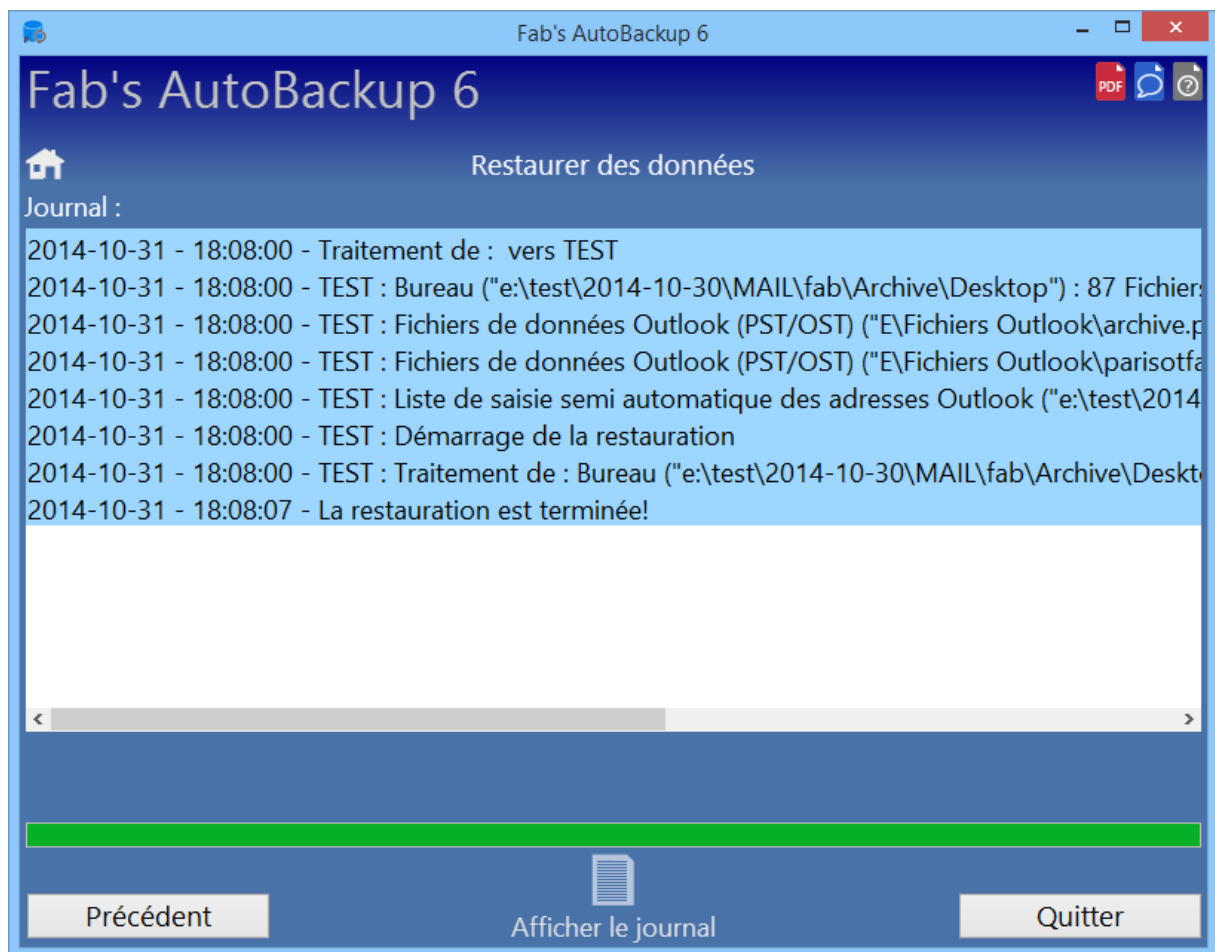 Fab's AutoBackup 6
Fab's AutoBackup 6
PDF
?
Restaurer des données
Journal :
2014-10-31 - 18:08:00 - Traitement de :  vers TEST
2014-10-31 - 18:08:00 - TEST : Bureau ("e:\test\2014-10-30\MAIL\fab\Archive\Desktop") : 87 Fichiers
2014-10-31 - 18:08:00 - TEST : Fichiers de données Outlook (PST/OST) ("E\Fichiers Outlook\archive.p
2014-10-31 - 18:08:00 - TEST : Fichiers de données Outlook (PST/OST) ("E\Fichiers Outlook\parisotfa
2014-10-31 - 18:08:00 - TEST : Liste de saisie semi automatique des adresses Outlook ("e:\test\2014
2014-10-31 - 18:08:00 - TEST : Démarrage de la restauration
2014-10-31 - 18:08:00 - TEST : Traitement de : Bureau ("e:\test\2014-10-30\MAIL\fab\Archive\Deskt
2014-10-31 - 18:08:07 - La restauration est terminée!
Précédent
Afficher le journal
Quitter